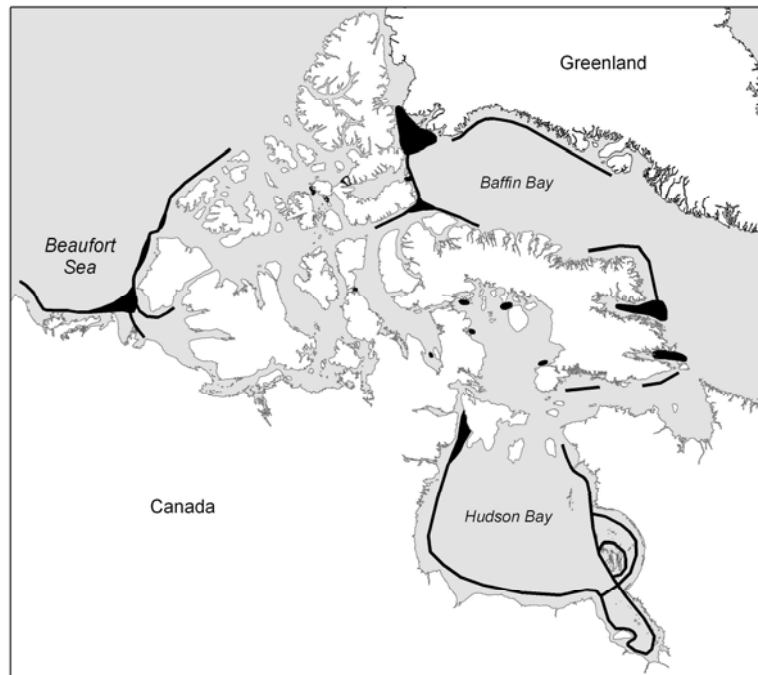 Greenland
Baffin Bay
Beaufort
Sea
Canada
Hudson Bay